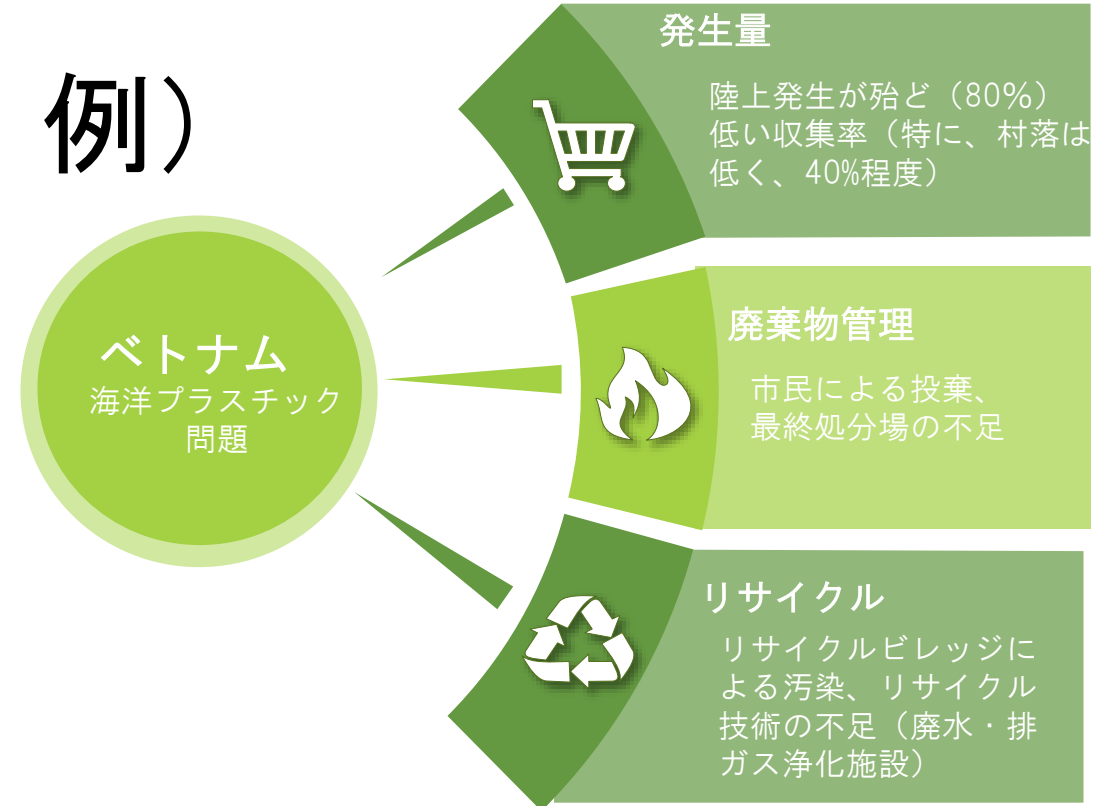 例）
ベトナム
海洋プラスチック
問題
発生量
陸上発生が殆ど（80％）
低い収集率（特に、村落は
低く、40%程度）
廃棄物管理
市民による投棄、
最終処分場の不足
リサイクル
リサイクルビレッジに
よる汚染、リサイクル
技術の不足（廃水・排
ガス浄化施設）